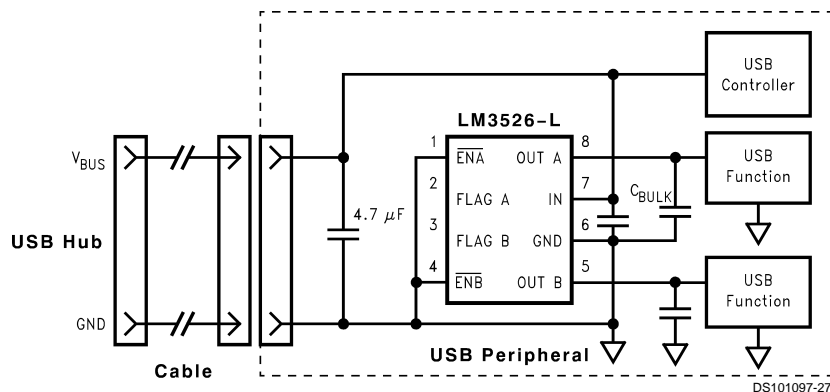 USB
Controller
LM3526-L
1
ENA
OUT A
8
USB
Function
V_BUS
2
FLAG A
IN
7
C_BULK
4.7 μF
3
FLAG B
GND
6
USB Hub
4
ENB
OUT B
5
USB
Function
GND
USB Peripheral
Cable
DS101097-27